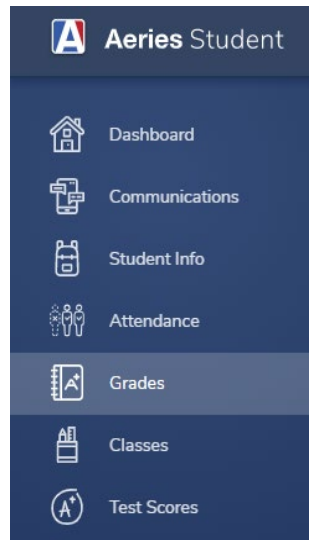 Aeries Student
Dashboard
Communications
Student Info
Attendance
Grades
Classes
Test Scores